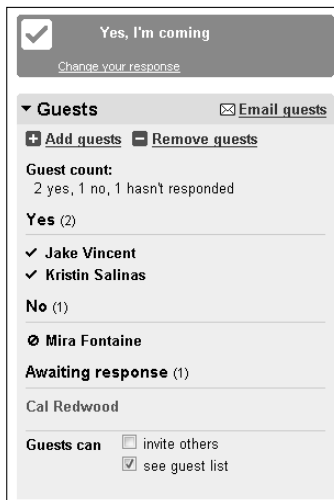 Yes, I'm coming
Change your response
Guests Email guests
Add guests Remove guests
Guest count:
2 yes, 1 no, 1 hasn't responded
Yes (2)
Jake Vincent
Kristin Salinas
No (1)
Mira Fontaine
Awaiting response (1)
Cal Redwood
Guests can invite others
see guest list